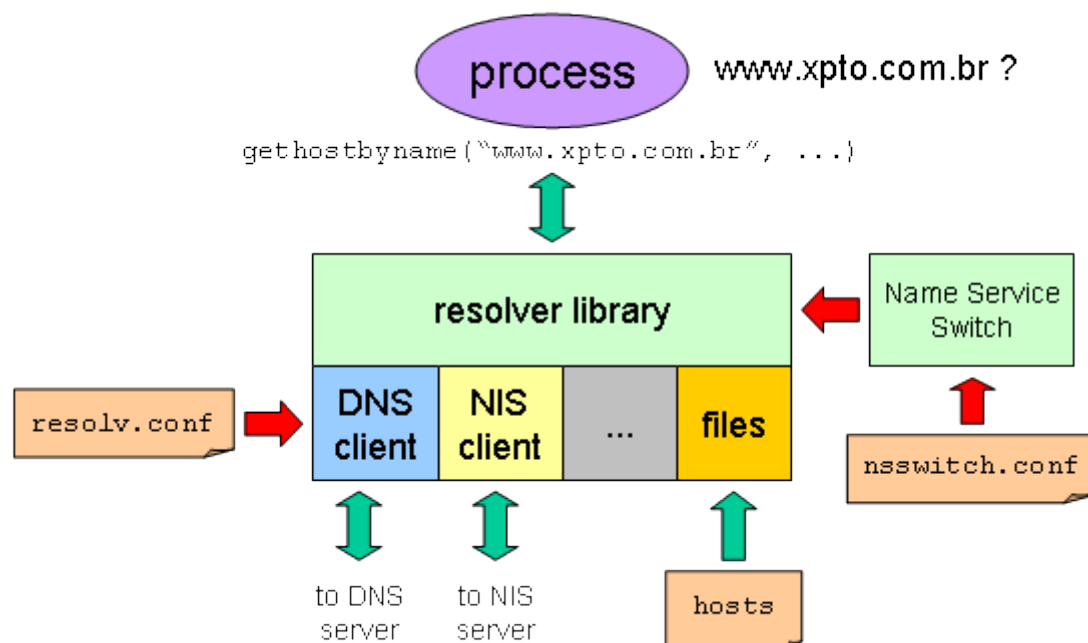 process
www.xpto.com.br ?
gethostbyname(“www.xpto.com.br”, ...)
resolver library
Name Service
Switch
resolv.conf
DNS
client
NIS
client
...
files
nsswitch.conf
to DNS
server
to NIS
server
hosts